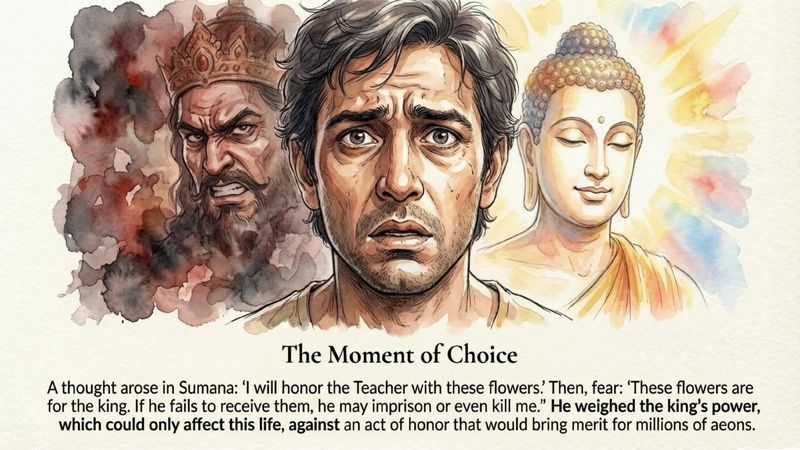 The Moment of Choice
A thought arose in Sumana: ‘I will honor the Teacher with these flowers.’ Then, fear: ‘These flowers are
for the king. If he fails to receive them, he may imprison or even kill me.” He weighed the king’s power,
which could only affect this life, against an act of honor that would bring merit for millions of aeons.